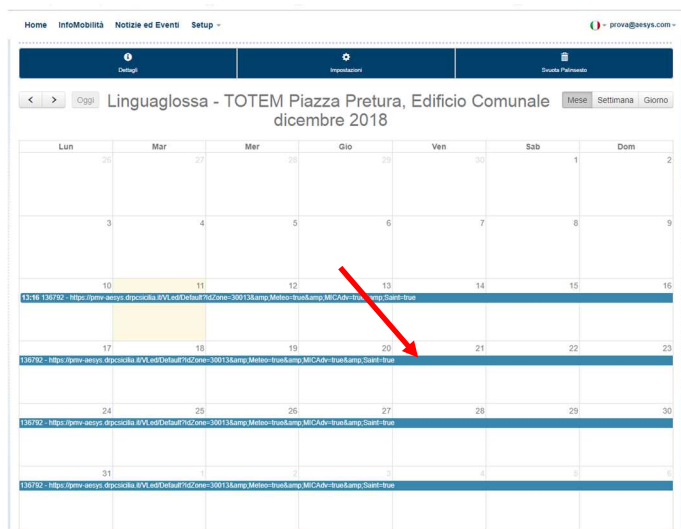 Home InfoMobilità Notizie ed Eventi Setup prova@aesys.com
Dettagli Impostazioni Svuota Palinsesto
< > Oggi Linguaglossa - TOTEM Piazza Pretura, Edificio Comunale Mese Settimana Giorno
dicembre 2018
Lun Mar Mer Gio Ven Sab Dom
26 27 28 29 30 1 2
3 4 5 6 7 8 9
10 11 12 13 14 15 16
13:16 136792 - https://pmv-aesys.drpcsicilia.it/VLed/Default?IdZone=30013&amp;Meteo=true&amp;MICAdv=true&amp;Saint=true
17 18 19 20 21 22 23
136792 - https://pmv-aesys.drpcsicilia.it/VLed/Default?IdZone=30013&amp;Meteo=true&amp;MICAdv=true&amp;Saint=true
24 25 26 27 28 29 30
136792 - https://pmv-aesys.drpcsicilia.it/VLed/Default?IdZone=30013&amp;Meteo=true&amp;MICAdv=true&amp;Saint=true
31 1 2 3 4 5 6
136792 - https://pmv-aesys.drpcsicilia.it/VLed/Default?IdZone=30013&amp;Meteo=true&amp;MICAdv=true&amp;Saint=true